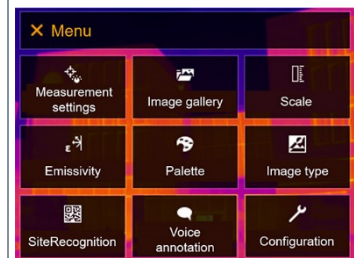 Menu
Measurement
settings
Image gallery
Scale
ε
Emissivity
Palette
Image type
SiteRecognition
Voice
annotation
Configuration